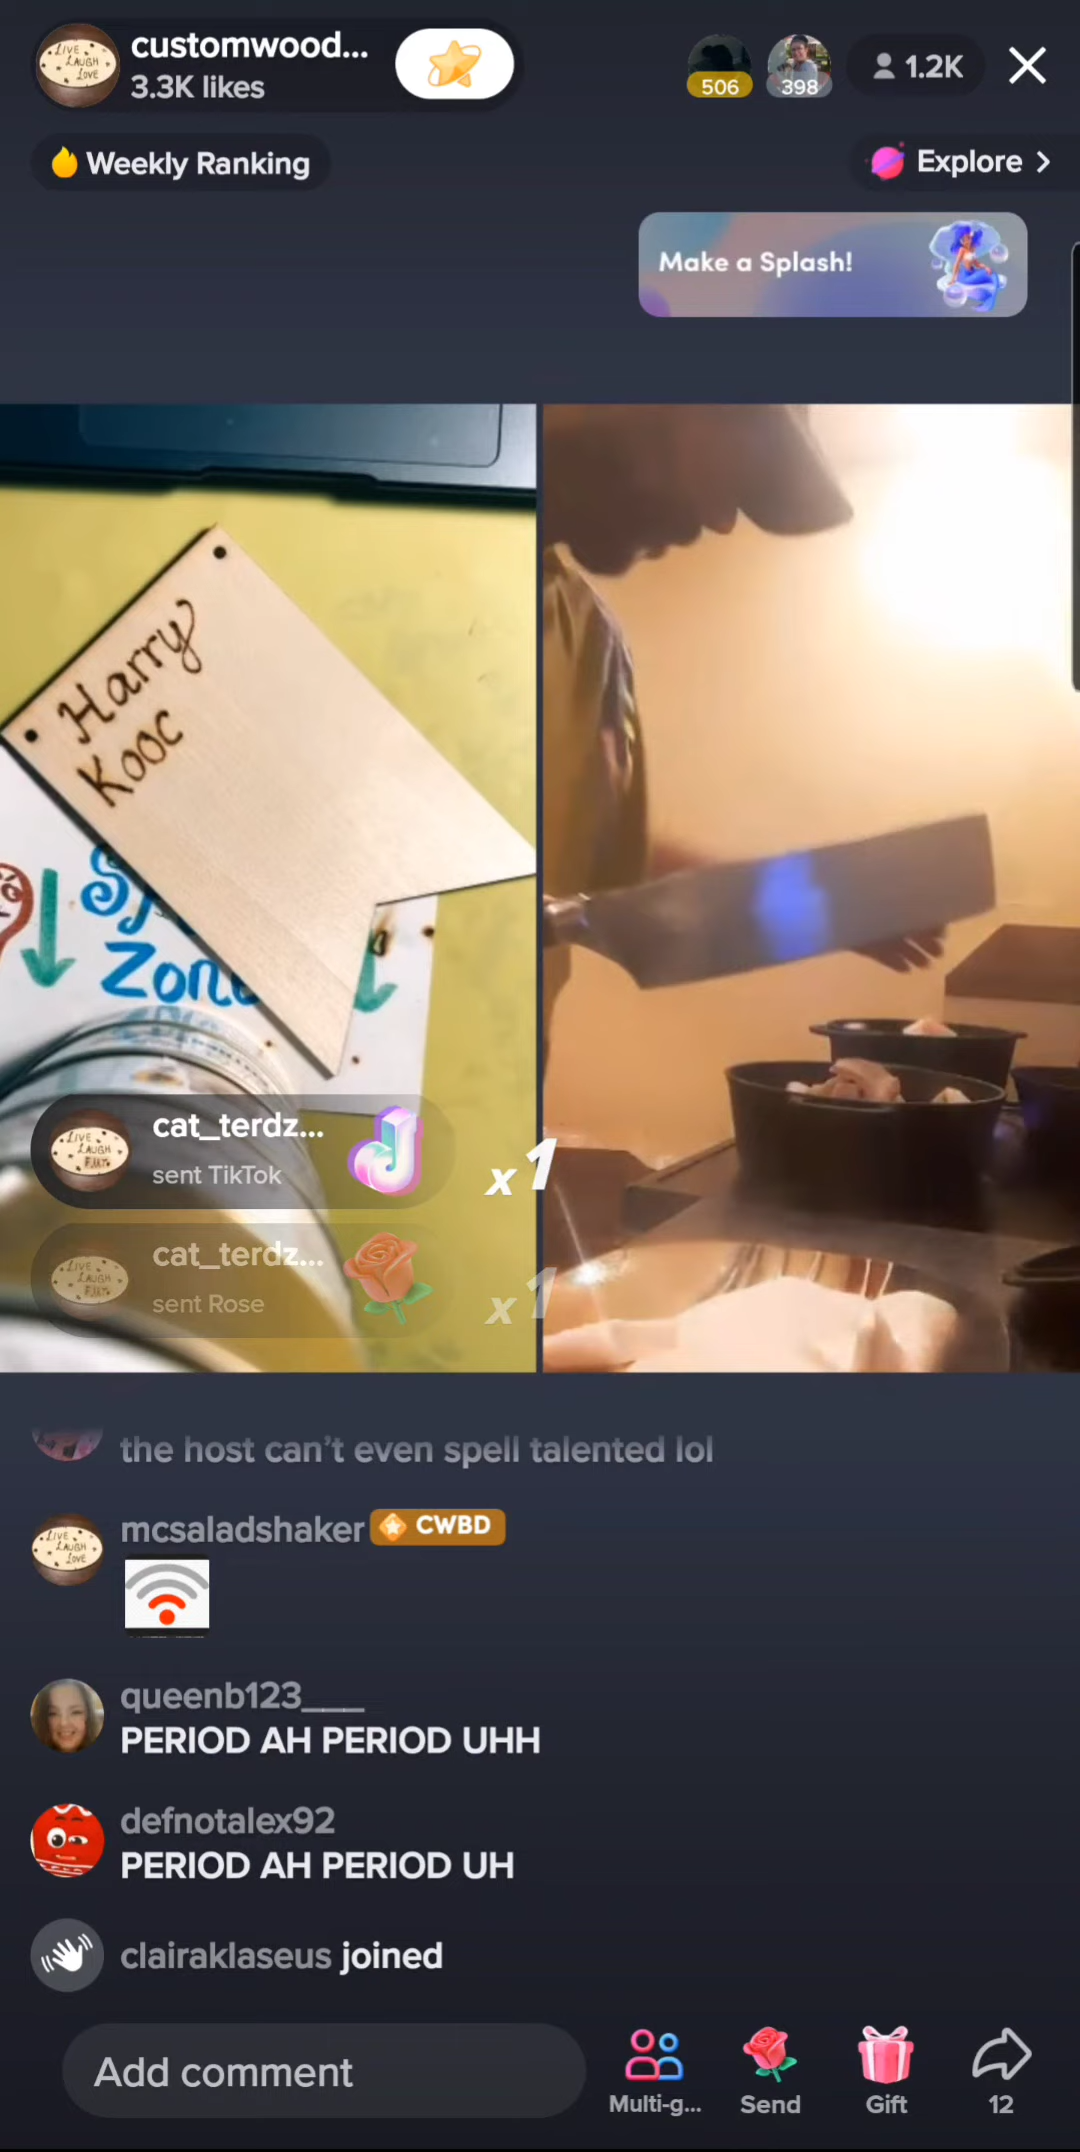 customwood...
3.3K likes
506
398
1.2K
Weekly Ranking
Explore
Make a Splash!
Harry
Kooc
Zone
cat_terdz...
sent TikTok
x1
cat_terdz...
sent Rose
x1
the host can't even spell talented lol
mcsaladshaker CWBD
queenb123___
PERIOD AH PERIOD UHH
defnotalex92
PERIOD AH PERIOD UH
clairaklaseus joined
Add comment
Multi-g...
Send
Gift
12
LIVE
LAUGH
LOVE